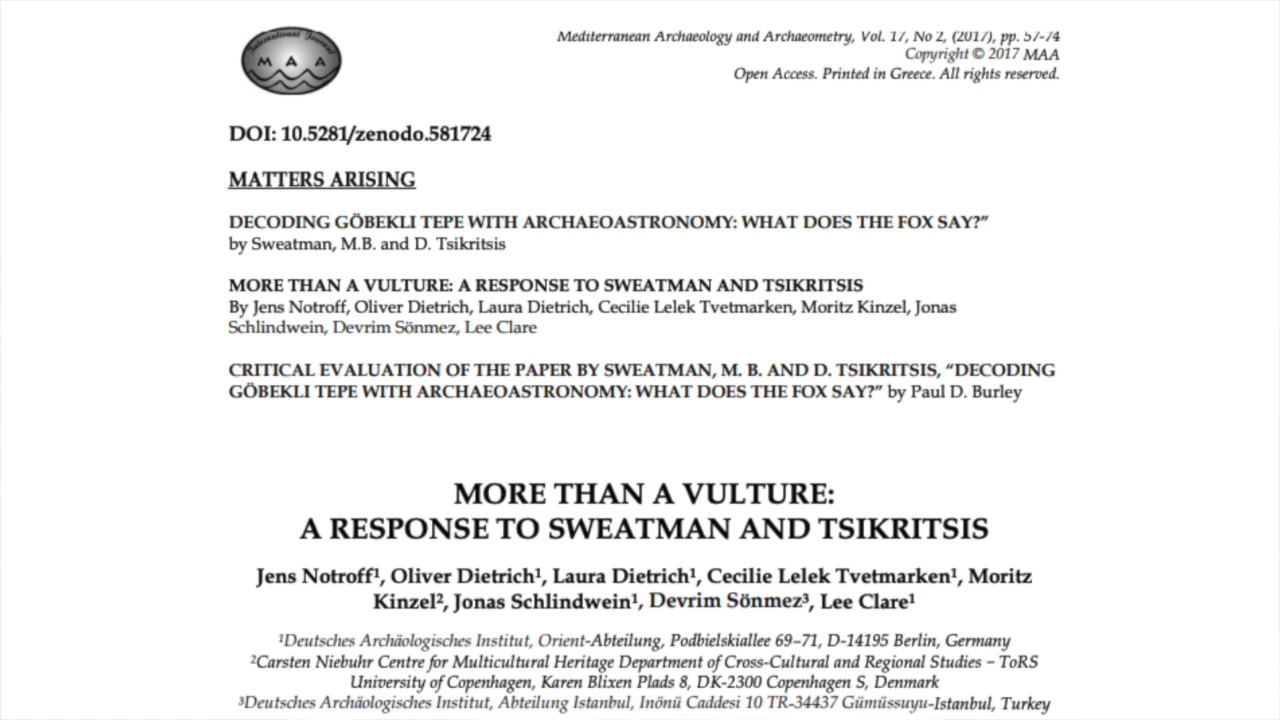 International Journal
M A A
Mediterranean Archaeology and Archaeometry, Vol. 17, No 2, (2017), pp. 57-74
Copyright © 2017 MAA
Open Access. Printed in Greece. All rights reserved.
DOI: 10.5281/zenodo.581724
MATTERS ARISING
DECODING GÖBEKLI TEPE WITH ARCHAEOASTRONOMY: WHAT DOES THE FOX SAY?”
by Sweatman, M.B. and D. Tsikritsis
MORE THAN A VULTURE: A RESPONSE TO SWEATMAN AND TSIKRITSIS
By Jens Notroff, Oliver Dietrich, Laura Dietrich, Cecilie Lelek Tvetmarken, Moritz Kinzel, Jonas
Schlindwein, Devrim Sönmez, Lee Clare
CRITICAL EVALUATION OF THE PAPER BY SWEATMAN, M. B. AND D. TSIKRITSIS, “DECODING
GÖBEKLI TEPE WITH ARCHAEOASTRONOMY: WHAT DOES THE FOX SAY?” by Paul D. Burley
MORE THAN A VULTURE:
A RESPONSE TO SWEATMAN AND TSIKRITSIS
Jens Notroff¹, Oliver Dietrich¹, Laura Dietrich¹, Cecilie Lelek Tvetmarken¹, Moritz
Kinzel², Jonas Schlindwein¹, Devrim Sönmez³, Lee Clare¹
¹Deutsches Archäologisches Institut, Orient-Abteilung, Podbielskiallee 69–71, D-14195 Berlin, Germany
²Carsten Niebuhr Centre for Multicultural Heritage Department of Cross-Cultural and Regional Studies – ToRS
University of Copenhagen, Karen Blixen Plads 8, DK-2300 Copenhagen S, Denmark
³Deutsches Archäologisches Institut, Abteilung Istanbul, Inönü Caddesi 10 TR-34437 Gümüssuyu-Istanbul, Turkey